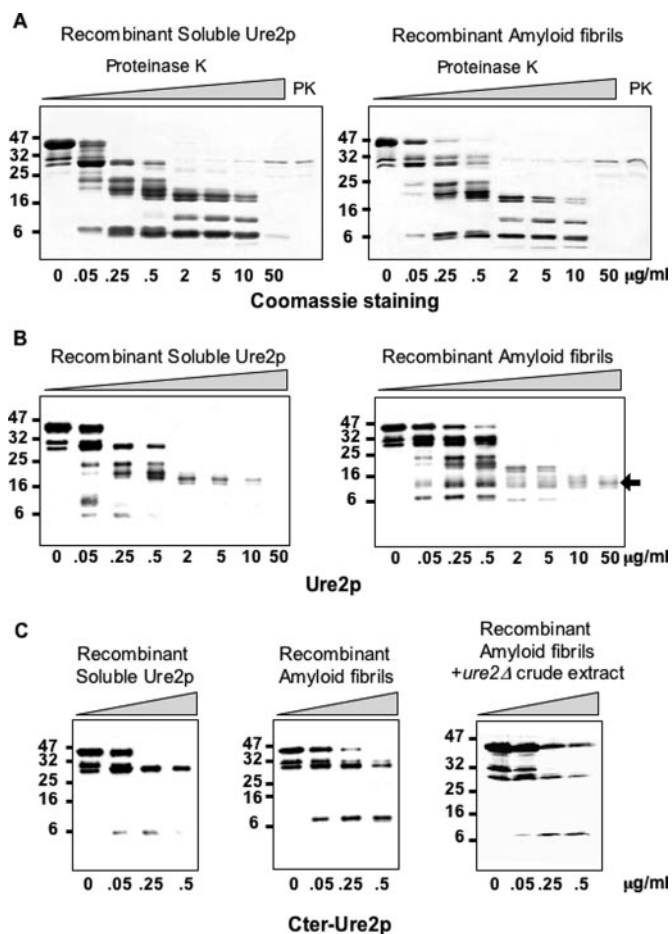 A
Recombinant Soluble Ure2p
Recombinant Amyloid fibrils
Proteinase K
PK
Proteinase K
PK
47
32
25
16
6
47
32
25
16
6
0 .05 .25 .5 2 5 10 50
0 .05 .25 .5 2 5 10 50 µg/ml
Coomassie staining
B
Recombinant Soluble Ure2p
Recombinant Amyloid fibrils
47
32
25
16
6
47
32
25
16
6
0 .05 .25 .5 2 5 10 50
0 .05 .25 .5 2 5 10 50 µg/ml
Ure2p
C
Recombinant
Soluble Ure2p
Recombinant
Amyloid fibrils
Recombinant
Amyloid fibrils
+ure2Δ crude extract
47
32
25
16
6
47
32
25
16
6
47
32
25
16
6
0 .05 .25 .5
0 .05 .25 .5
0 .05 .25 .5 µg/ml
Cter-Ure2p